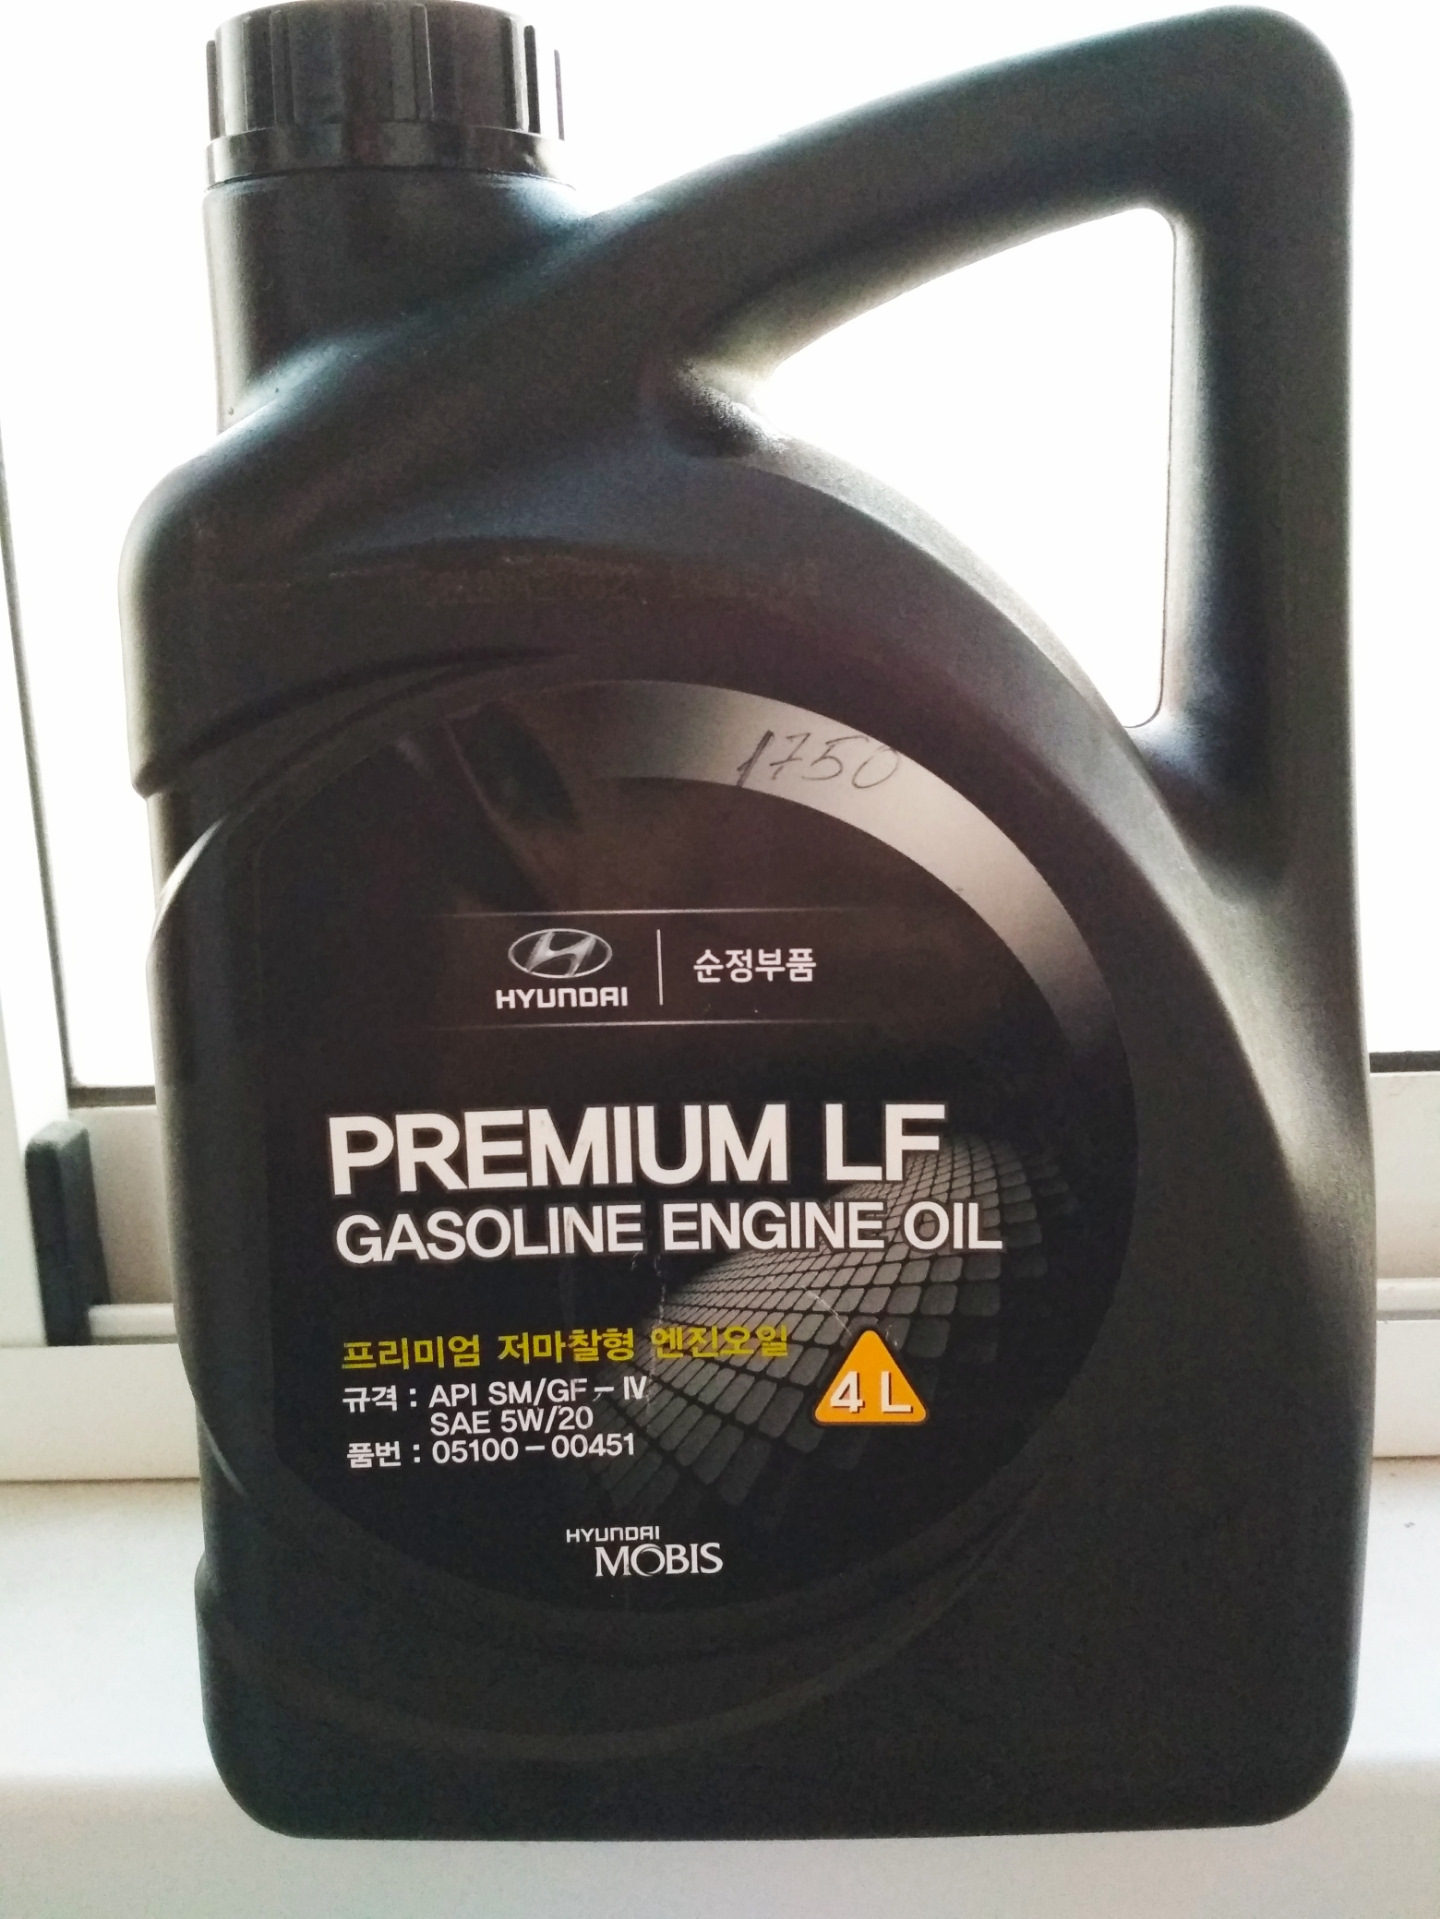 1750
HYUNDAI
순정부품
PREMIUM LF
GASOLINE ENGINE OIL
프리미엄 저마찰형 엔진오일
규격 : API SM/GF – Ⅳ
SAE 5W/20
4 L
품번 : 05100 – 00451
HYUNDAI
MOBIS